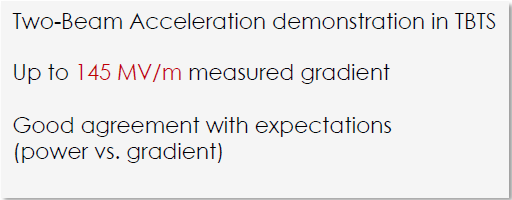 Two-Beam Acceleration demonstration in TBTS
Up to 145 MV/m measured gradient
Good agreement with expectations
(power vs. gradient)